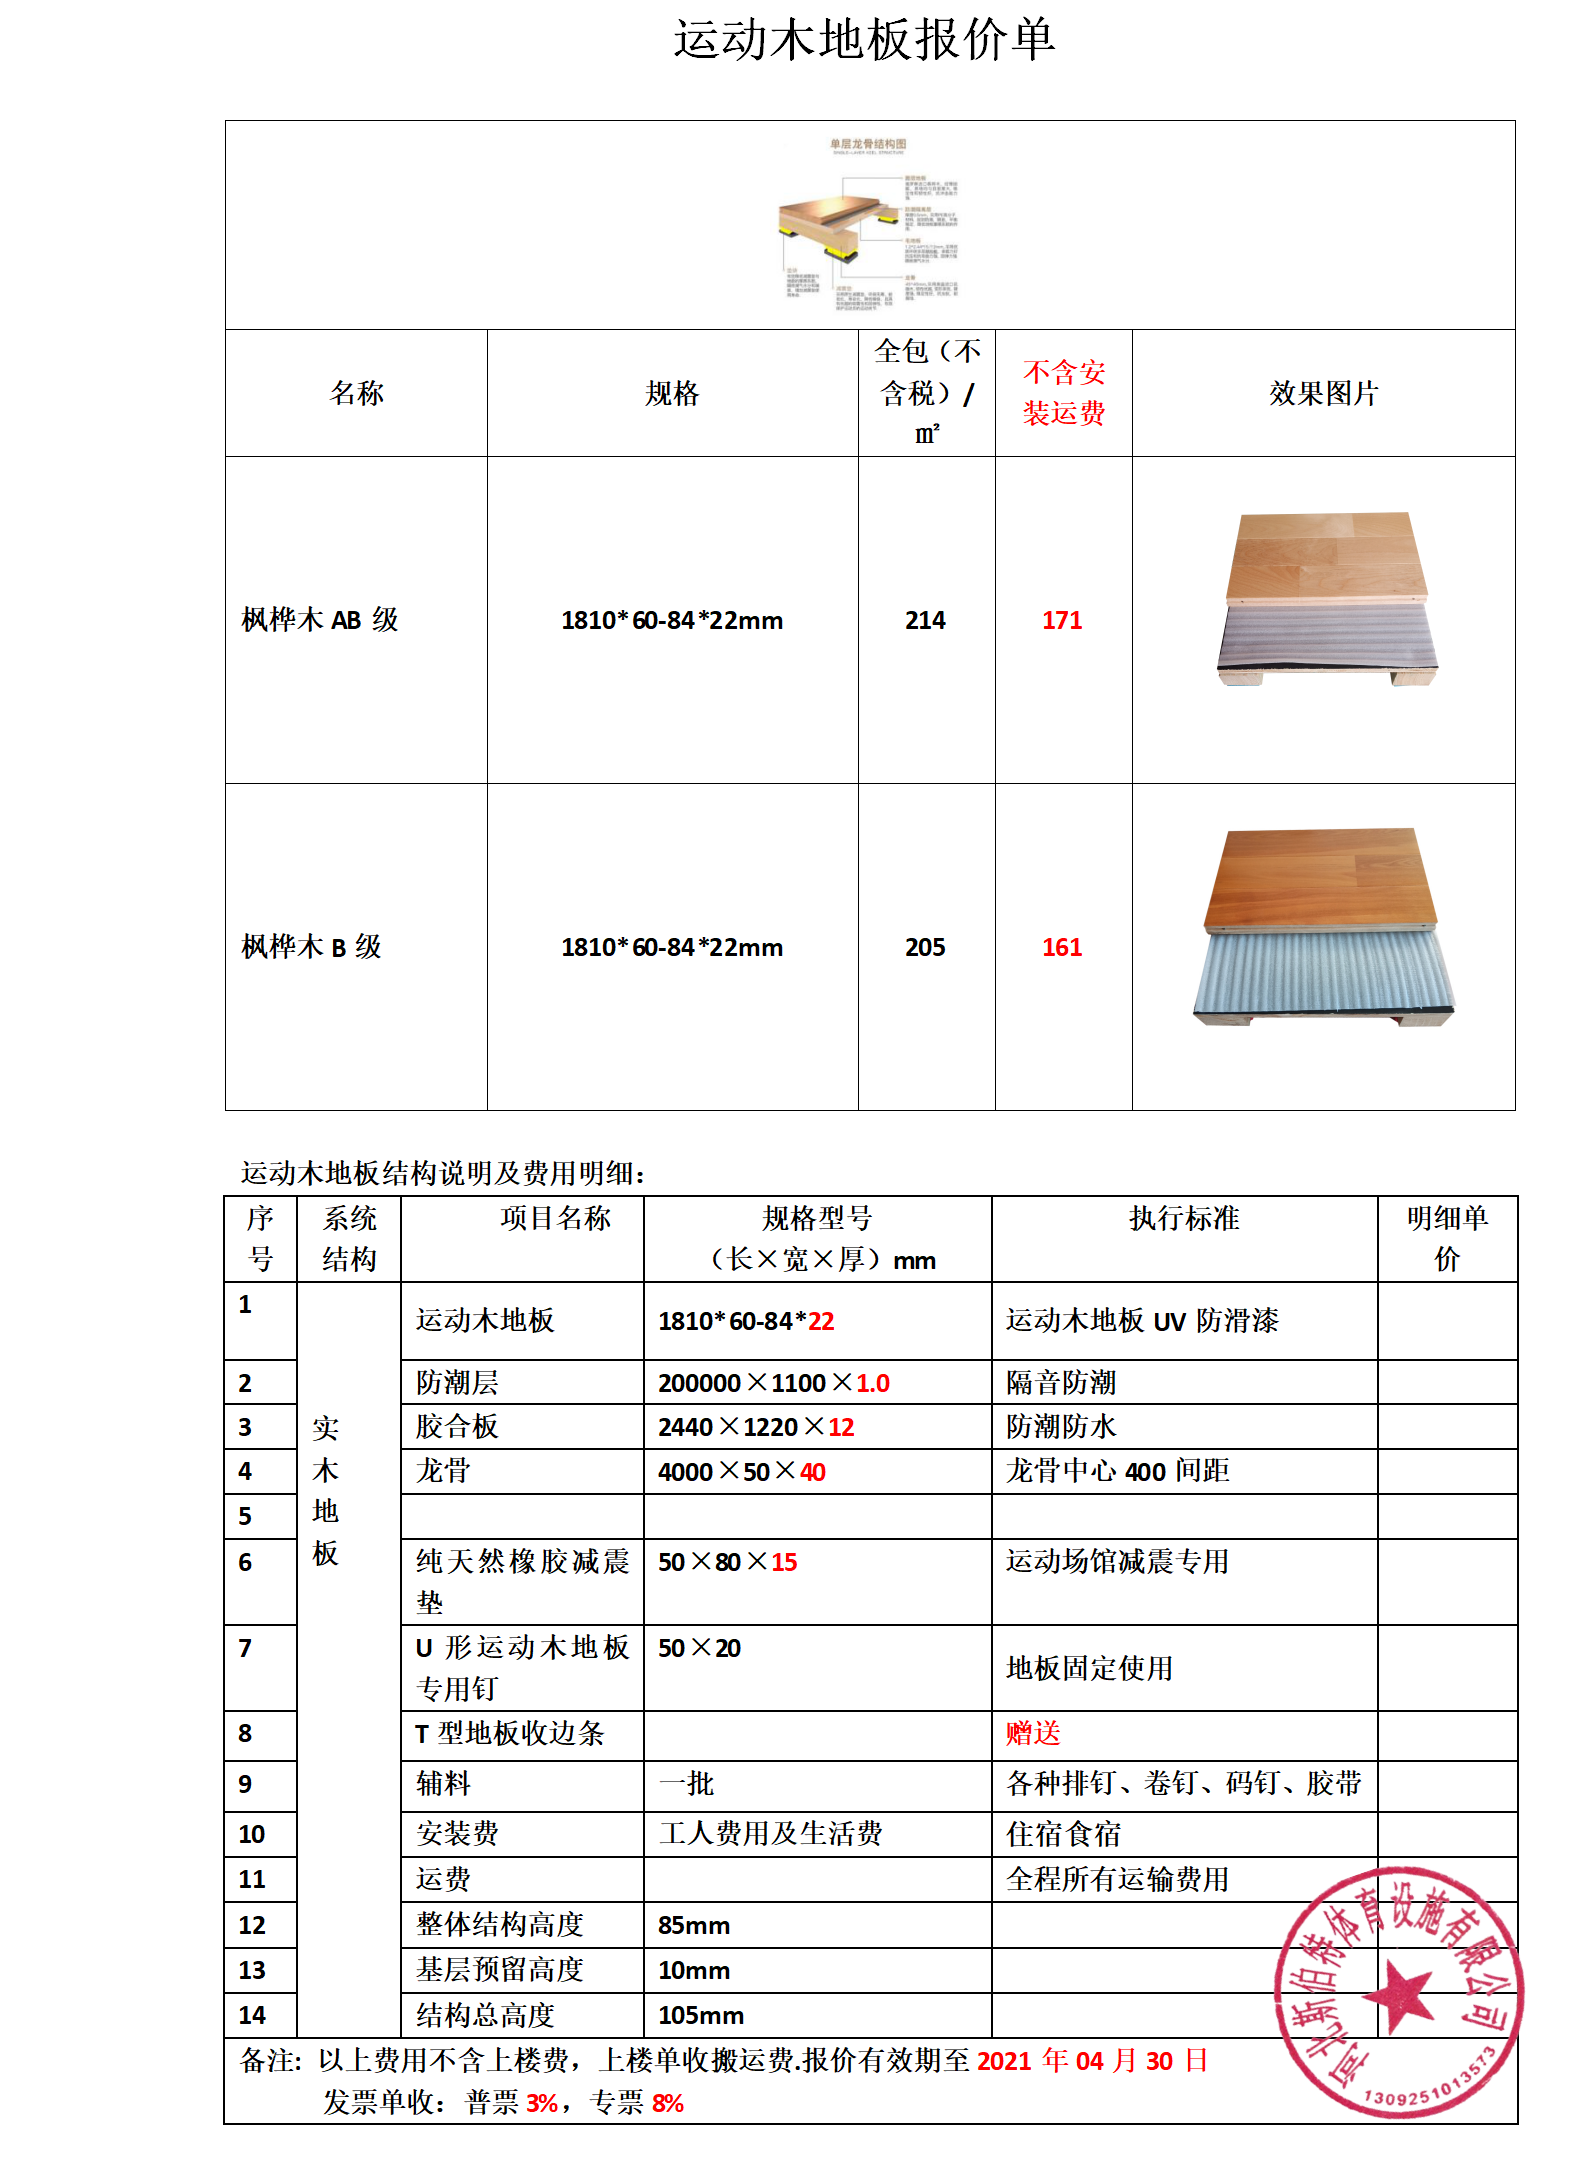 运动木地板报价单
单层龙骨结构图
SINGLE-LAYER KEEL STRUCTURE
名称
规格
全包（不
含税）/
㎡
不含安
装运费
效果图片
枫桦木 AB 级
1810*60-84*22mm
214
171
枫桦木 B 级
1810*60-84*22mm
205
161
运动木地板结构说明及费用明细：
序
号
系统
结构
项目名称
规格型号
（长×宽×厚）mm
执行标准
明细单
价
实
木
地
板
1
运动木地板
1810*60-84*22
运动木地板 UV 防滑漆
2
防潮层
200000×1100×1.0
隔音防潮
3
胶合板
2440×1220×12
防潮防水
4
龙骨
4000×50×40
龙骨中心 400 间距
5
6
纯天然橡胶减震
垫
50×80×15
运动场馆减震专用
7
U 形运动木地板
专用钉
50×20
地板固定使用
8
T 型地板收边条
赠送
9
辅料
一批
各种排钉、卷钉、码钉、胶带
10
安装费
工人费用及生活费
住宿食宿
11
运费
全程所有运输费用
12
整体结构高度
85mm
13
基层预留高度
10mm
14
结构总高度
105mm
备注：以上费用不含上楼费，上楼单收搬运费.报价有效期至 2021 年 04 月 30 日
发票单收：普票 3%，专票 8%
河北斯伯特体育设施有限公司
1309251013573